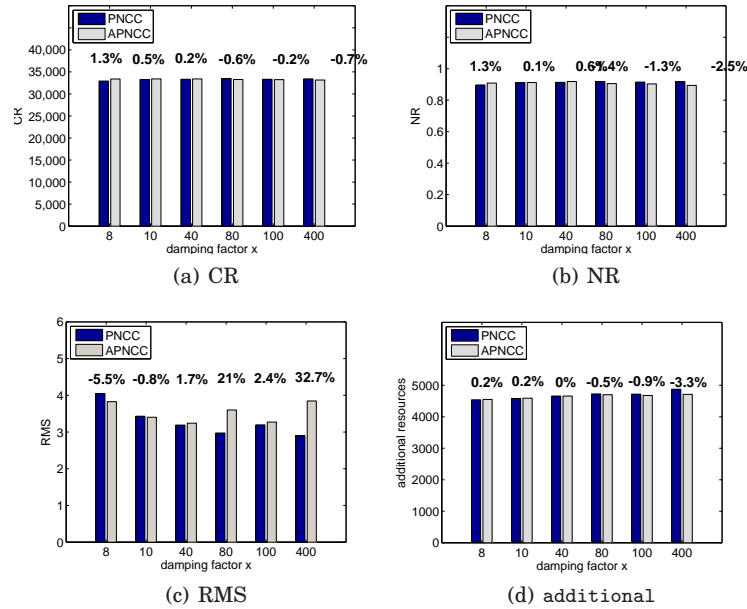 PNCC
APNCC
40,000
35,000
30,000
25,000
20,000
15,000
10,000
5,000
0
CR
1.3% 0.5% 0.2% -0.6% -0.2% -0.7%
8 10 40 80 100 400
damping factor x
(a) CR
PNCC
APNCC
1
0.8
0.6
0.4
0.2
0
NR
1.3% 0.1% 0.6% -1.4% -1.3% -2.5%
8 10 40 80 100 400
damping factor x
(b) NR
PNCC
APNCC
6
5
4
3
2
1
0
RMS
-5.5% -0.8% 1.7% 21% 2.4% 32.7%
8 10 40 80 100 400
damping factor x
(c) RMS
PNCC
APNCC
5000
4000
3000
2000
1000
0
additional resources
0.2% 0.2% 0% -0.5% -0.9% -3.3%
8 10 40 80 100 400
damping factor x
(d) additional